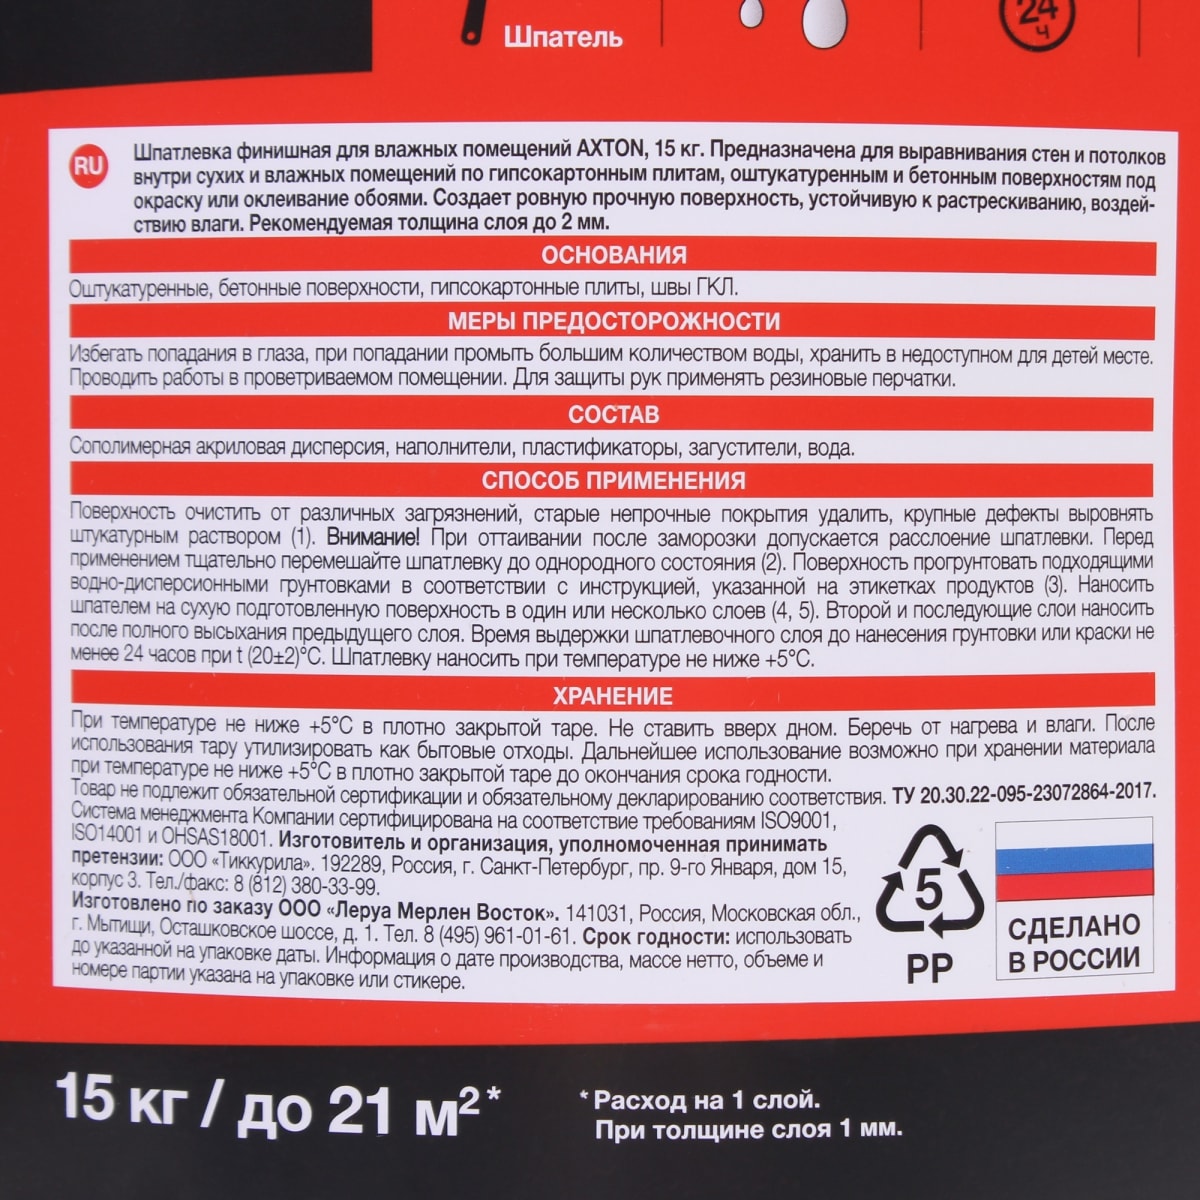 Шпатель
24
ч
RU
Шпатлевка финишная для влажных помещений AXTON, 15 кг. Предназначена для выравнивания стен и потолков
внутри сухих и влажных помещений по гипсокартонным плитам, оштукатуренным и бетонным поверхностям под
окраску или оклеивание обоями. Создает ровную прочную поверхность, устойчивую к растрескиванию, воздей-
ствию влаги. Рекомендуемая толщина слоя до 2 мм.
ОСНОВАНИЯ
Оштукатуренные, бетонные поверхности, гипсокартонные плиты, швы ГКЛ.
МЕРЫ ПРЕДОСТОРОЖНОСТИ
Избегать попадания в глаза, при попадании промыть большим количеством воды, хранить в недоступном для детей месте.
Проводить работы в проветриваемом помещении. Для защиты рук применять резиновые перчатки.
СОСТАВ
Сополимерная акриловая дисперсия, наполнители, пластификаторы, загустители, вода.
СПОСОБ ПРИМЕНЕНИЯ
Поверхность очистить от различных загрязнений, старые непрочные покрытия удалить, крупные дефекты выровнять
штукатурным раствором (1). Внимание! При оттаивании после заморозки допускается расслоение шпатлевки. Перед
применением тщательно перемешайте шпатлевку до однородного состояния (2). Поверхность прогрунтовать подходящими
водно-дисперсионными грунтовками в соответствии с инструкцией, указанной на этикетках продуктов (3). Наносить
шпателем на сухую подготовленную поверхность в один или несколько слоев (4, 5). Второй и последующие слои наносить
после полного высыхания предыдущего слоя. Время выдержки шпатлевочного слоя до нанесения грунтовки или краски не
менее 24 часов при t (20±2)°C. Шпатлевку наносить при температуре не ниже +5°C.
ХРАНЕНИЕ
При температуре не ниже +5°C в плотно закрытой таре. Не ставить вверх дном. Беречь от нагрева и влаги. После
использования тару утилизировать как бытовые отходы. Дальнейшее использование возможно при хранении материала
при температуре не ниже +5°C в плотно закрытой таре до окончания срока годности.
Товар не подлежит обязательной сертификации и обязательному декларированию соответствия. ТУ 20.30.22-095-23072864-2017.
Система менеджмента Компании сертифицирована на соответствие требованиям ISO9001,
ISO14001 и OHSAS18001. Изготовитель и организация, уполномоченная принимать
претензии: ООО «Тиккурила». 192289, Россия, г. Санкт-Петербург, пр. 9-го Января, дом 15,
корпус 3. Тел./факс: 8 (812) 380-33-99.
Изготовлено по заказу ООО «Леруа Мерлен Восток». 141031, Россия, Московская обл.,
г. Мытищи, Осташковское шоссе, д. 1. Тел. 8 (495) 961-01-61. Срок годности: использовать
до указанной на упаковке даты. Информация о дате производства, массе нетто, объеме и
номере партии указана на упаковке или стикере.
5
PP
СДЕЛАНО
В РОССИИ
15 кг / до 21 м²*
* Расход на 1 слой.
При толщине слоя 1 мм.